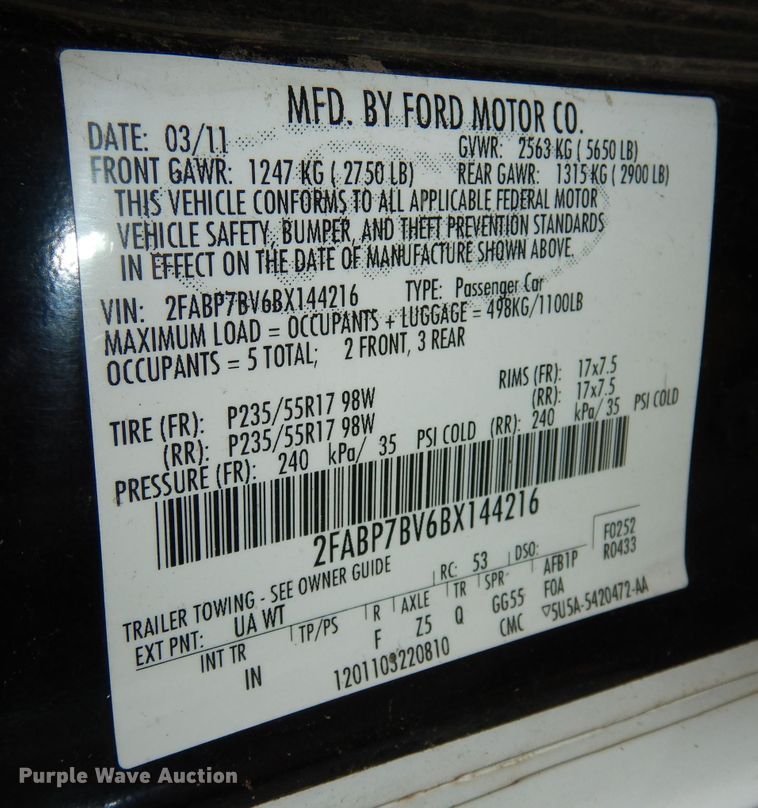 MFD. BY FORD MOTOR CO.
DATE: 03/11 GVWR: 2563 KG ( 5650 LB)
FRONT GAWR: 1247 KG ( 2750 LB) REAR GAWR: 1315 KG ( 2900 LB)
THIS VEHICLE CONFORMS TO ALL APPLICABLE FEDERAL MOTOR
VEHICLE SAFETY, BUMPER, AND THEFT PREVENTION STANDARDS
IN EFFECT ON THE DATE OF MANUFACTURE SHOWN ABOVE.
VIN: 2FABP7BV6BX144216 TYPE: Passenger Car
MAXIMUM LOAD = OCCUPANTS + LUGGAGE = 498KG/1100LB
OCCUPANTS = 5 TOTAL; 2 FRONT, 3 REAR
TIRE (FR): P235/55R17 98W RIMS (FR): 17x7.5
(RR): P235/55R17 98W (RR): 17x7.5
PRESSURE (FR): 240 kPa/ 35 PSI COLD (RR): 240 kPa/ 35 PSI COLD
2FABP7BV6BX144216
TRAILER TOWING - SEE OWNER GUIDE
EXT PNT: UA WT RC: 53 DSO: F0252
R0433
INT TR TP/PS R AXLE TR SPR AFB1P
IN F Z5 Q GG55 FOA
1201103220810 CMC ▽5U5A-5420472-AA
Purple Wave Auction